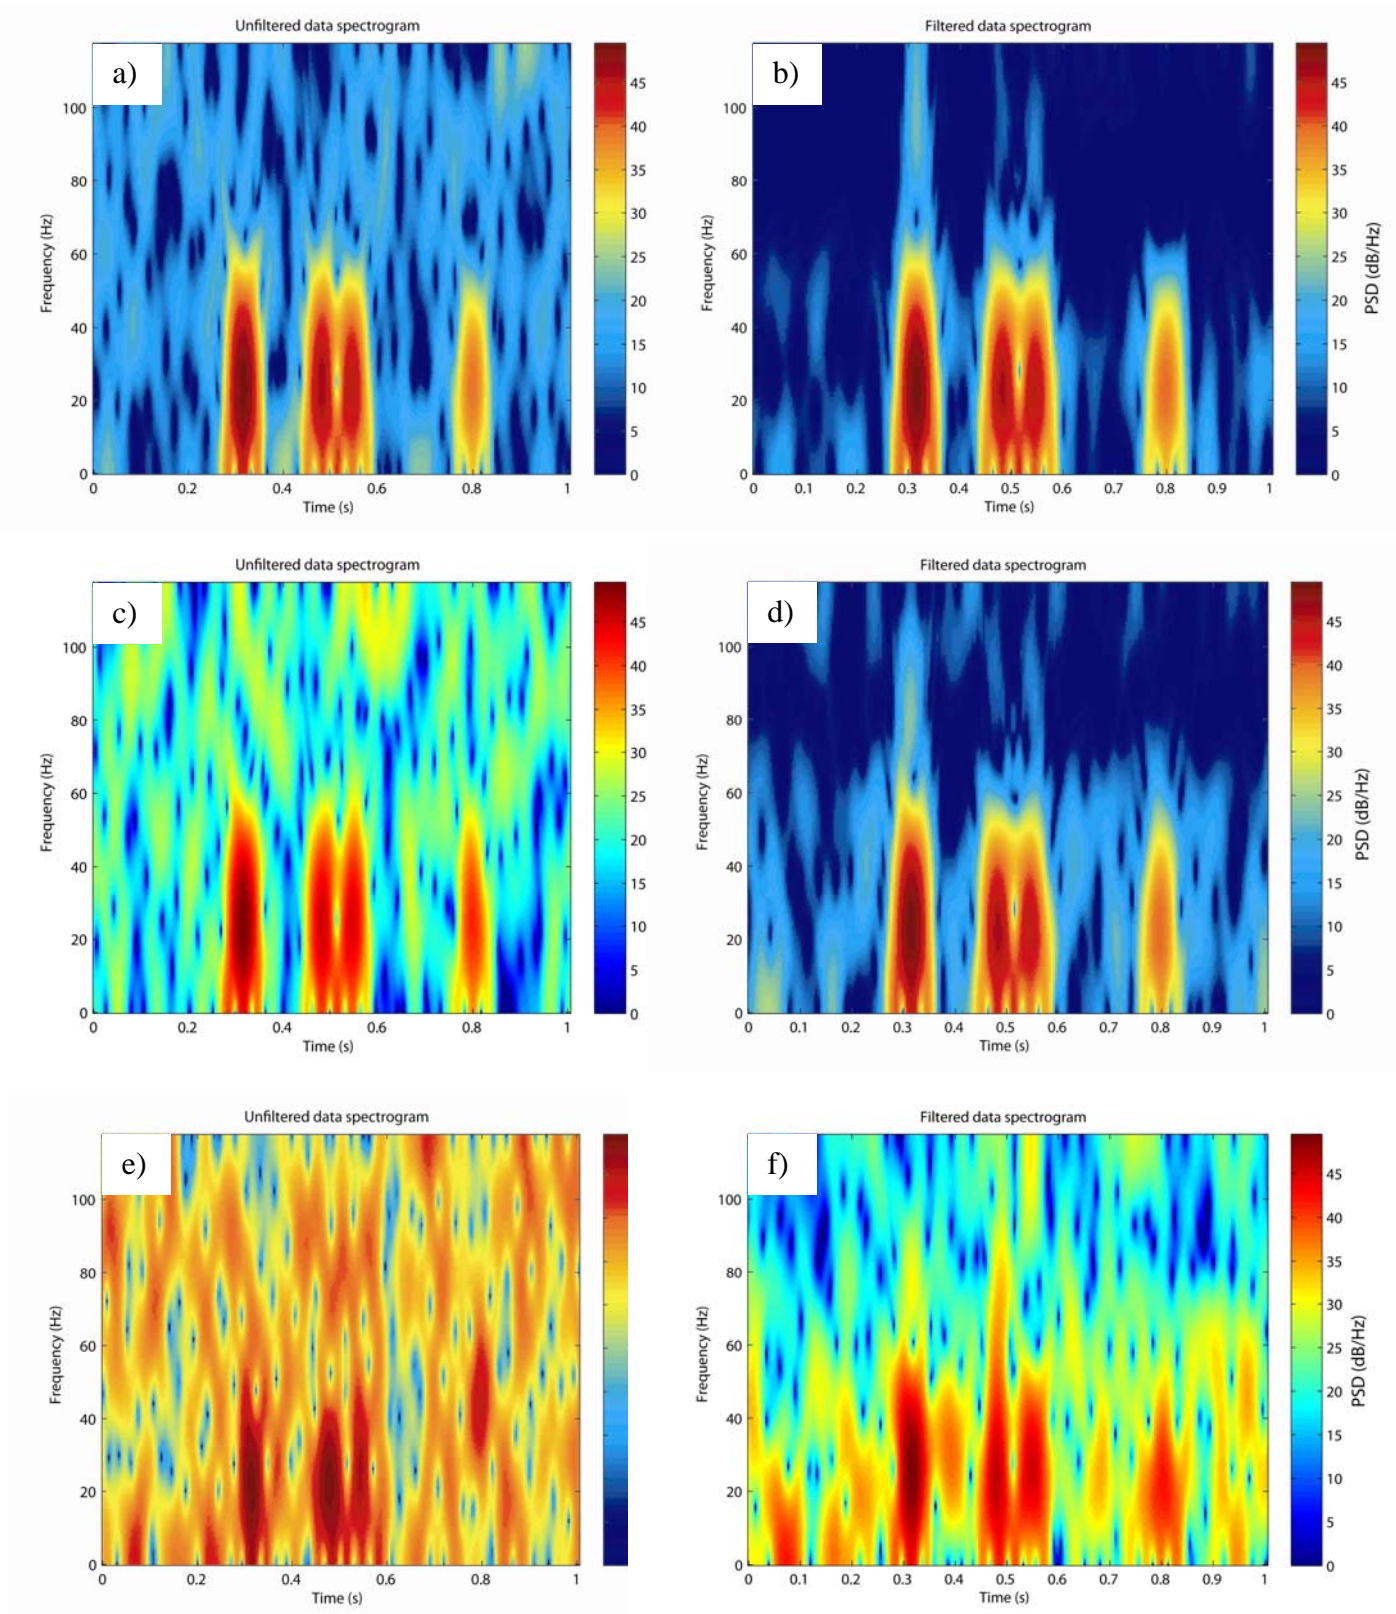 Unfiltered data spectrogram
a)
Frequency (Hz)
100
80
60
40
20
0
0 0.2 0.4 0.6 0.8 1
Time (s)
45
40
35
30
25
20
15
10
5
0
Filtered data spectrogram
b)
Frequency (Hz)
100
80
60
40
20
0
0 0.1 0.2 0.3 0.4 0.5 0.6 0.7 0.8 0.9 1
Time (s)
45
40
35
30
25
20
15
10
5
0
PSD (dB/Hz)
Unfiltered data spectrogram
c)
Frequency (Hz)
100
80
60
40
20
0
0 0.2 0.4 0.6 0.8 1
Time (s)
45
40
35
30
25
20
15
10
5
0
Filtered data spectrogram
d)
Frequency (Hz)
100
80
60
40
20
0
0 0.1 0.2 0.3 0.4 0.5 0.6 0.7 0.8 0.9 1
Time (s)
45
40
35
30
25
20
15
10
5
0
PSD (dB/Hz)
Unfiltered data spectrogram
e)
Frequency (Hz)
100
80
60
40
20
0
0 0.2 0.4 0.6 0.8 1
Time (s)
Filtered data spectrogram
f)
Frequency (Hz)
100
80
60
40
20
0
0 0.1 0.2 0.3 0.4 0.5 0.6 0.7 0.8 0.9 1
Time (s)
45
40
35
30
25
20
15
10
5
0
PSD (dB/Hz)